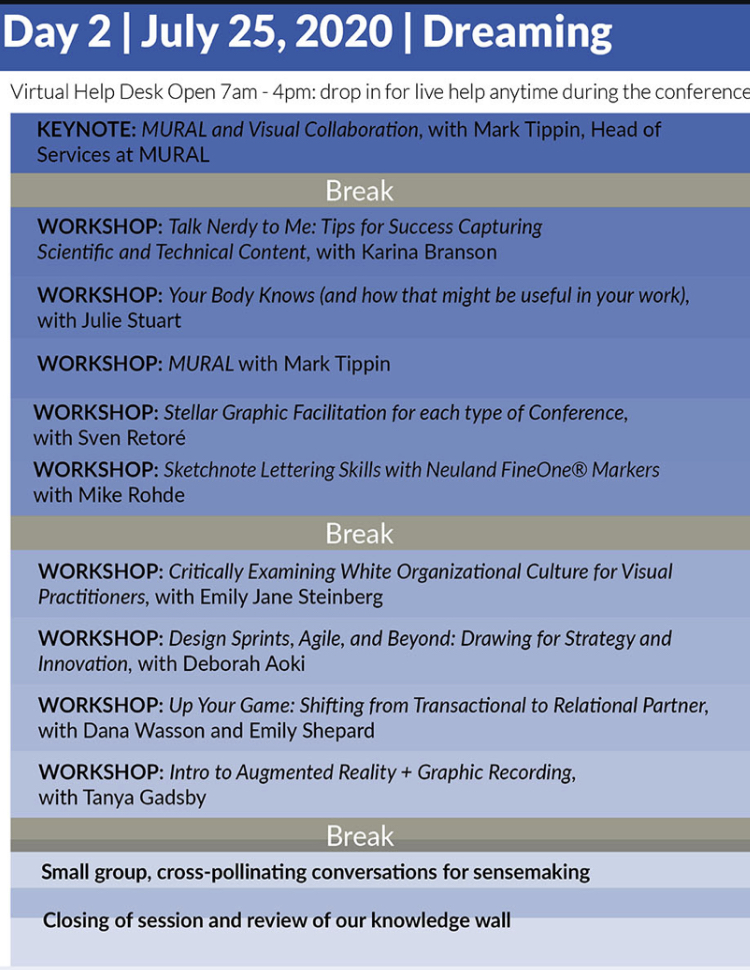 Day 2 | July 25, 2020 | Dreaming
Virtual Help Desk Open 7am - 4pm: drop in for live help anytime during the conference
KEYNOTE: MURAL and Visual Collaboration, with Mark Tippin, Head of
Services at MURAL
Break
WORKSHOP: Talk Nerdy to Me: Tips for Success Capturing
Scientific and Technical Content, with Karina Branson
WORKSHOP: Your Body Knows (and how that might be useful in your work),
with Julie Stuart
WORKSHOP: MURAL with Mark Tippin
WORKSHOP: Stellar Graphic Facilitation for each type of Conference,
with Sven Retoré
WORKSHOP: Sketchnote Lettering Skills with Neuland FineOne® Markers
with Mike Rohde
Break
WORKSHOP: Critically Examining White Organizational Culture for Visual
Practitioners, with Emily Jane Steinberg
WORKSHOP: Design Sprints, Agile, and Beyond: Drawing for Strategy and
Innovation, with Deborah Aoki
WORKSHOP: Up Your Game: Shifting from Transactional to Relational Partner,
with Dana Wasson and Emily Shepard
WORKSHOP: Intro to Augmented Reality + Graphic Recording,
with Tanya Gadsby
Break
Small group, cross-pollinating conversations for sensemaking
Closing of session and review of our knowledge wall